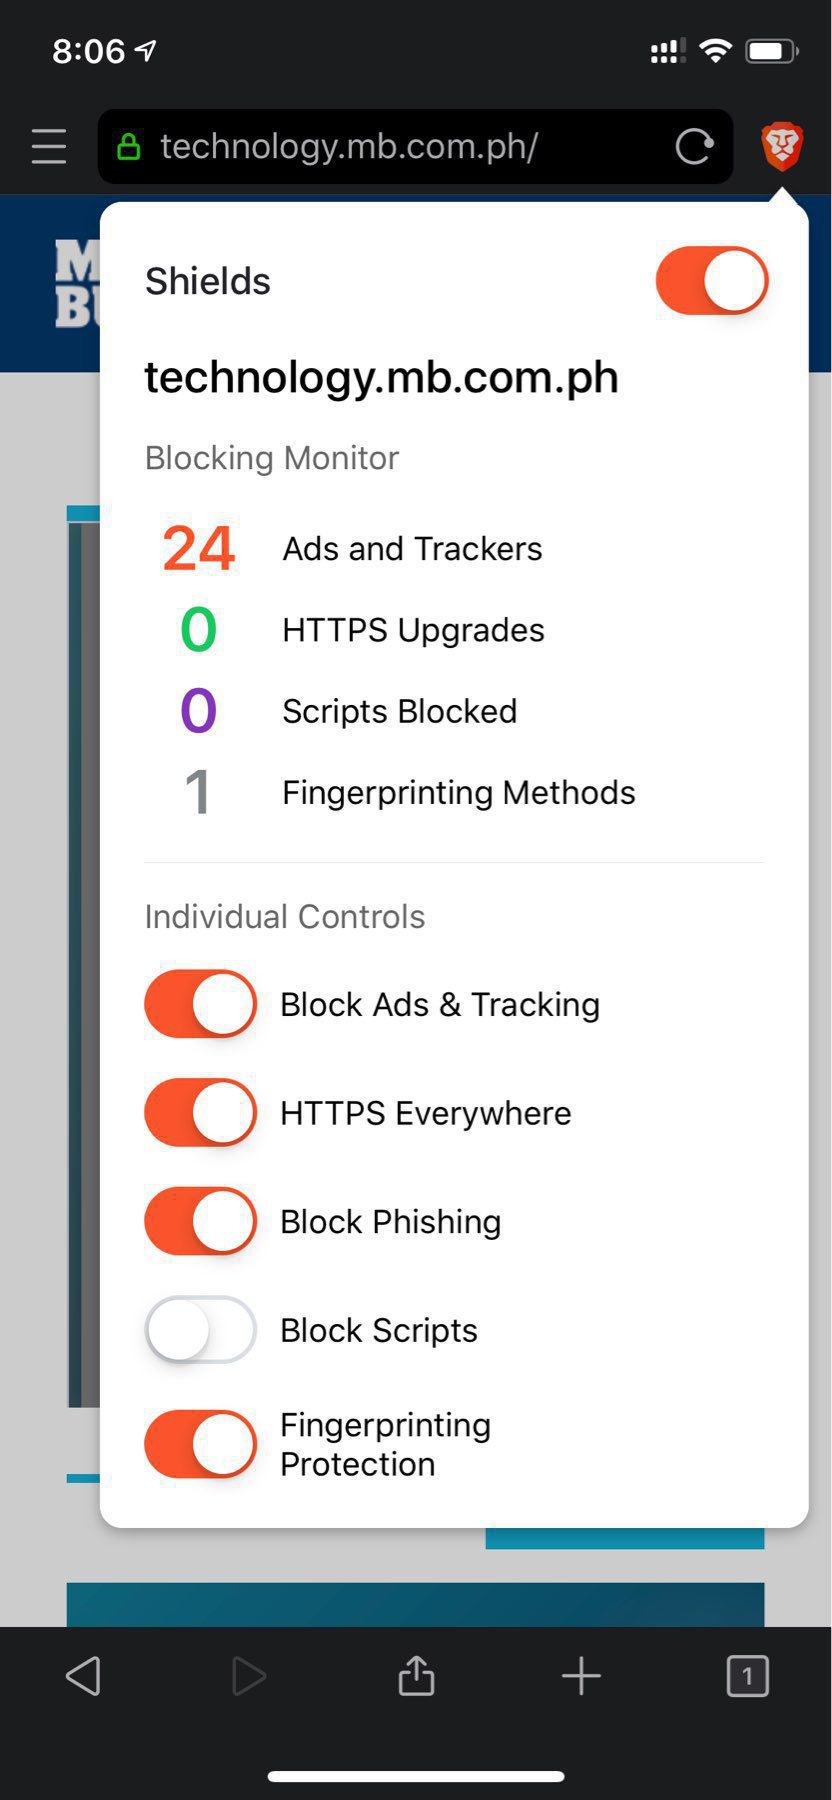 8:06
technology.mb.com.ph/
Shields
technology.mb.com.ph
Blocking Monitor
24 Ads and Trackers
0 HTTPS Upgrades
0 Scripts Blocked
1 Fingerprinting Methods
Individual Controls
Block Ads & Tracking
HTTPS Everywhere
Block Phishing
Block Scripts
Fingerprinting
Protection
1